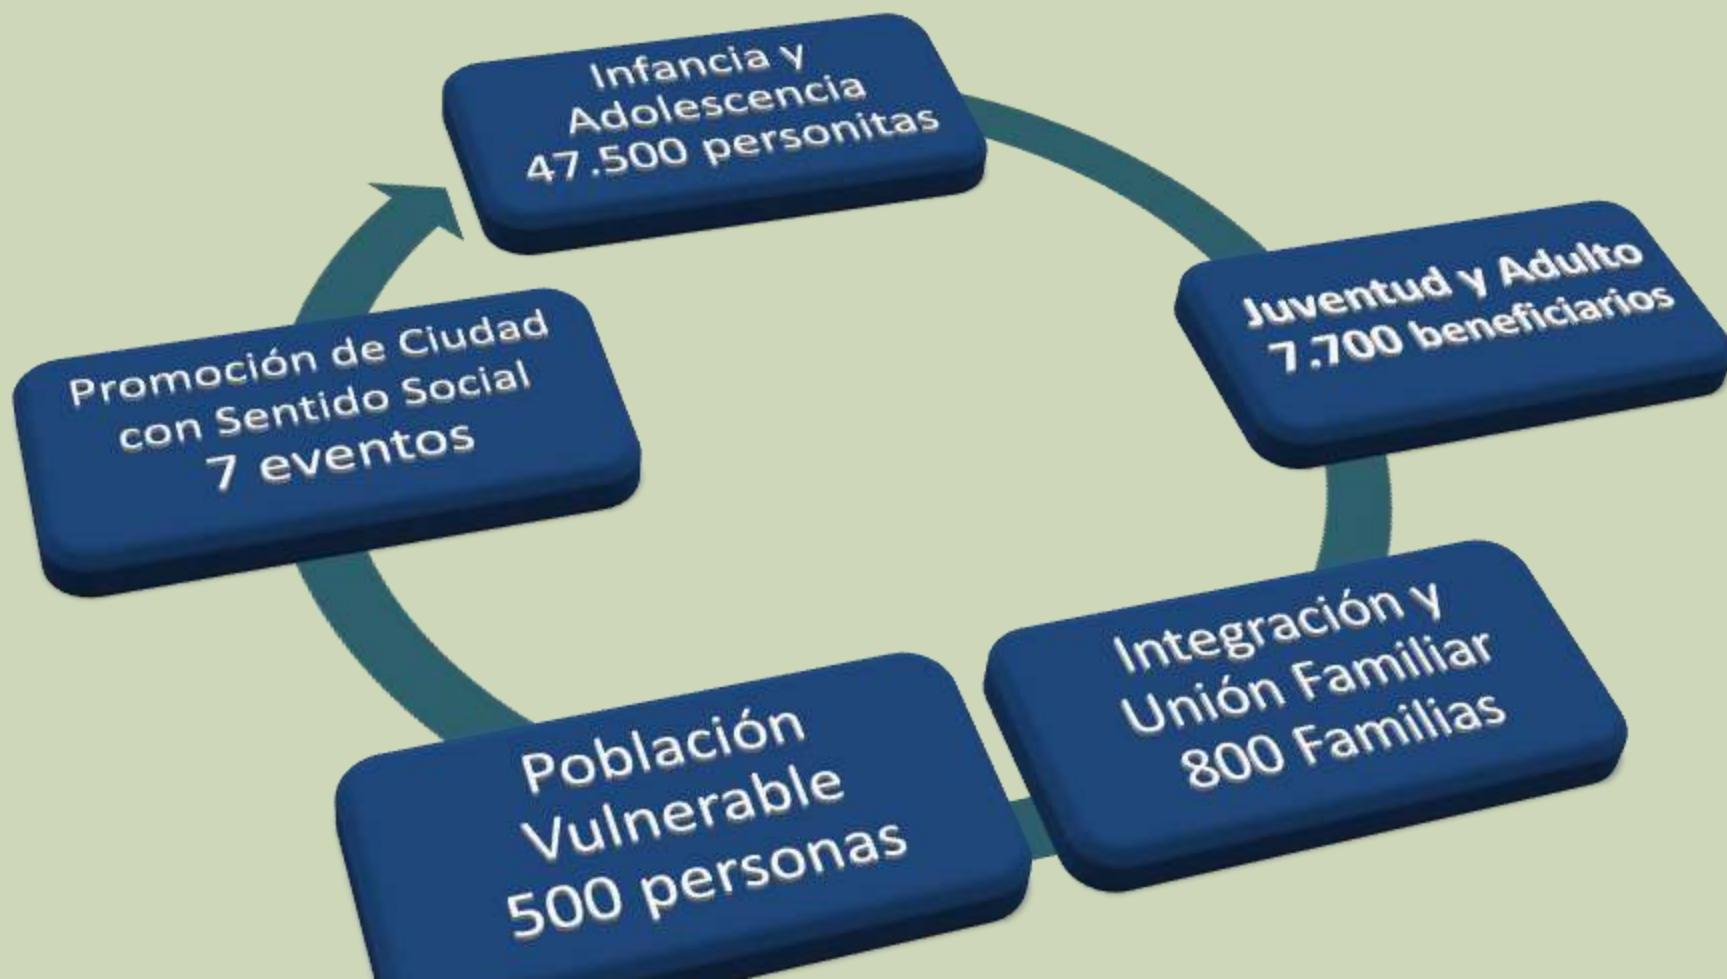 Infancia y
Adolescencia
47.500 personitas
Juventud y Adulto
7.700 beneficiarios
Integración y
Unión Familiar
800 Familias
Población
Vulnerable
500 personas
Promoción de Ciudad
con Sentido Social
7 eventos